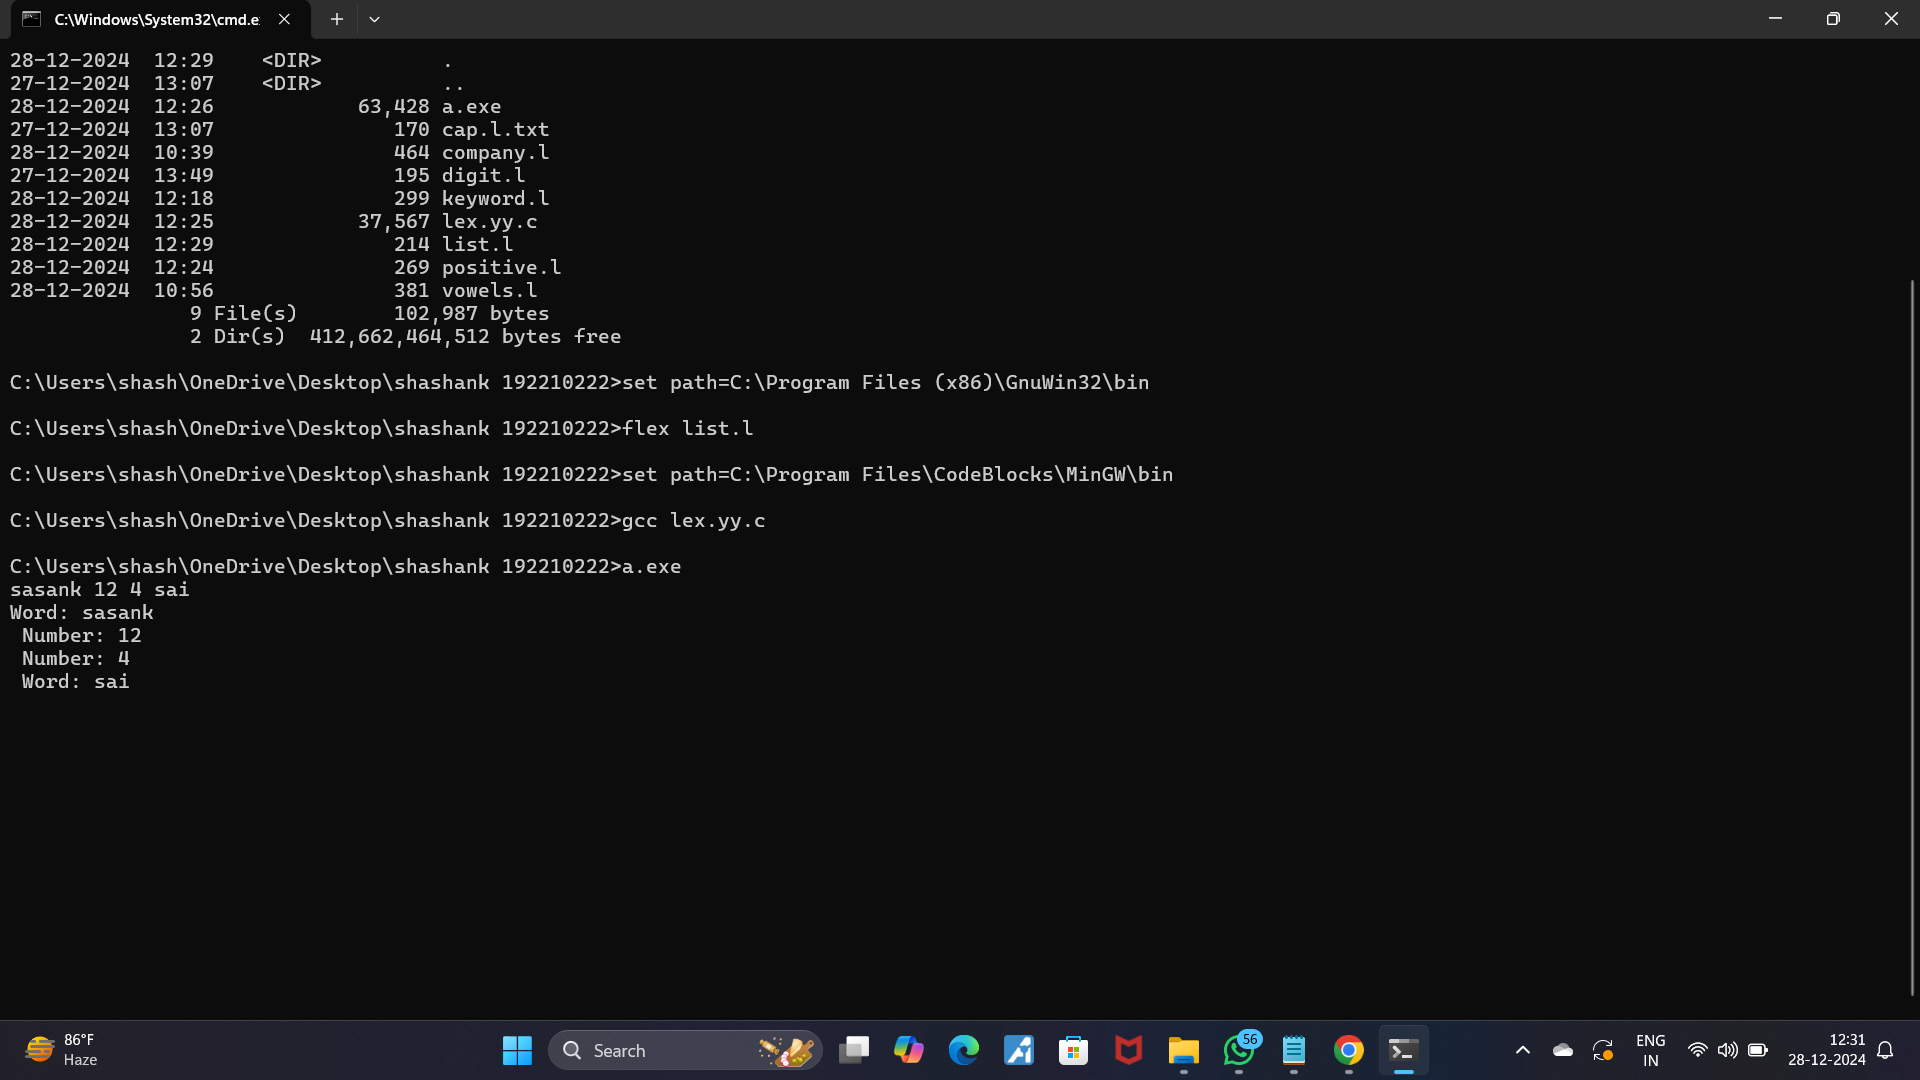 C:\Windows\System32\cmd.e
28-12-2024  12:29    <DIR>          .
27-12-2024  13:07    <DIR>          ..
28-12-2024  12:26            63,428 a.exe
27-12-2024  13:07               170 cap.l.txt
28-12-2024  10:39               464 company.l
27-12-2024  13:49               195 digit.l
28-12-2024  12:18               299 keyword.l
28-12-2024  12:25            37,567 lex.yy.c
28-12-2024  12:29               214 list.l
28-12-2024  12:24               269 positive.l
28-12-2024  10:56               381 vowels.l
               9 File(s)        102,987 bytes
               2 Dir(s)  412,662,464,512 bytes free
C:\Users\shash\OneDrive\Desktop\shashank 192210222>set path=C:\Program Files (x86)\GnuWin32\bin
C:\Users\shash\OneDrive\Desktop\shashank 192210222>flex list.l
C:\Users\shash\OneDrive\Desktop\shashank 192210222>set path=C:\Program Files\CodeBlocks\MinGW\bin
C:\Users\shash\OneDrive\Desktop\shashank 192210222>gcc lex.yy.c
C:\Users\shash\OneDrive\Desktop\shashank 192210222>a.exe
sasank 12 4 sai
Word: sasank
 Number: 12
 Number: 4
 Word: sai
86°F
Haze
Search
56
ENG
IN
12:31
28-12-2024